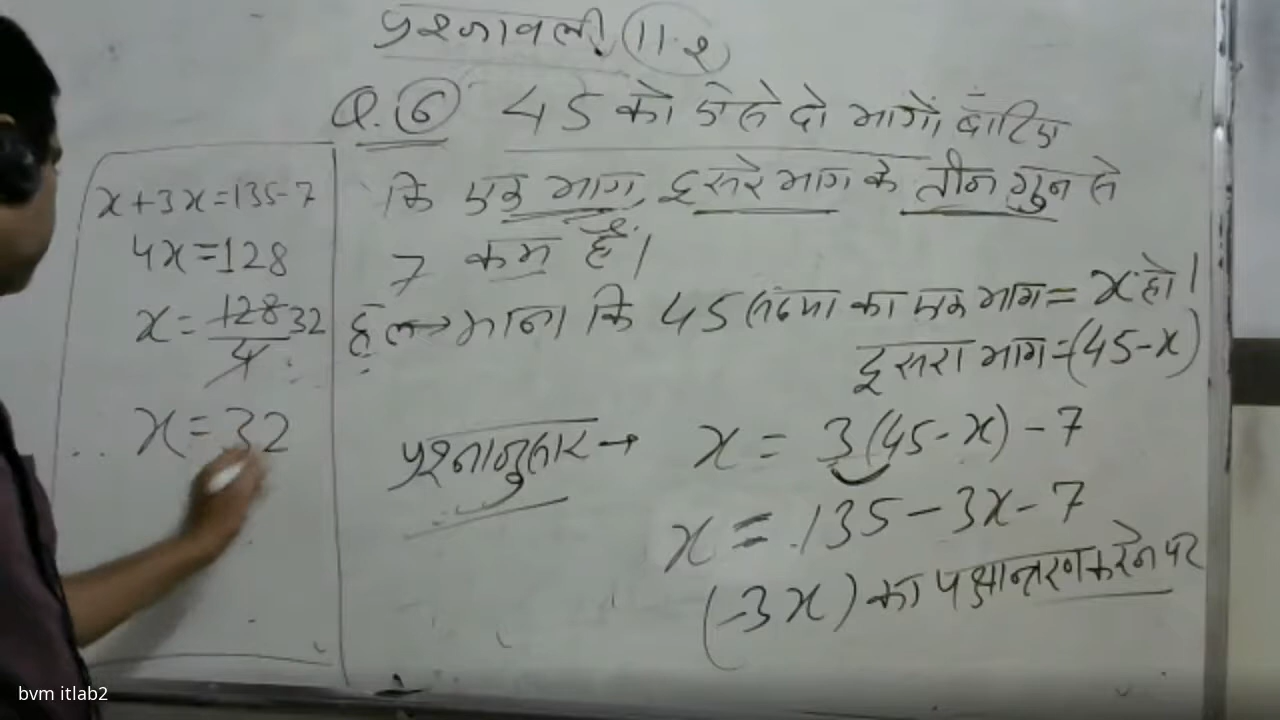 प्रश्नावली 11.2
Q. 6 45 को ऐसे दो भागों बांटिए
कि एक भाग, दूसरे भाग के तीन गुन से
7 कम है।
हल→माना कि 45 संख्या का एक भाग = x हो।
दूसरा भाग=(45-x)
प्रश्नानुसार→ x = 3(45-x) - 7
x = 135 - 3x - 7
(-3x) का पक्षान्तरण करने पर
x+3x=135-7
4x=128
x=128/4 32
x=32
bvm itlab2